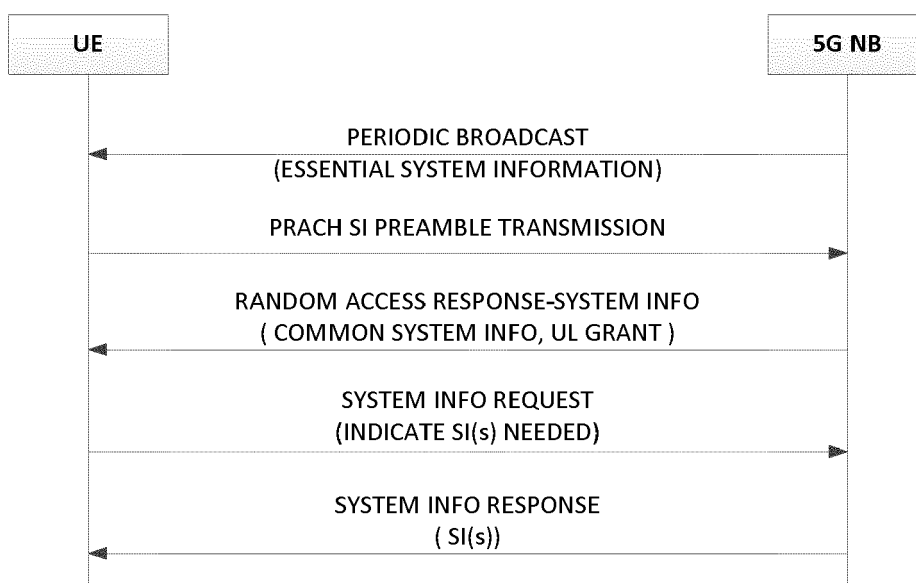 UE
5G NB
PERIODIC BROADCAST
(ESSENTIAL SYSTEM INFORMATION)
PRACH SI PREAMBLE TRANSMISSION
RANDOM ACCESS RESPONSE-SYSTEM INFO
( COMMON SYSTEM INFO, UL GRANT )
SYSTEM INFO REQUEST
(INDICATE SI(s) NEEDED)
SYSTEM INFO RESPONSE
( SI(s))